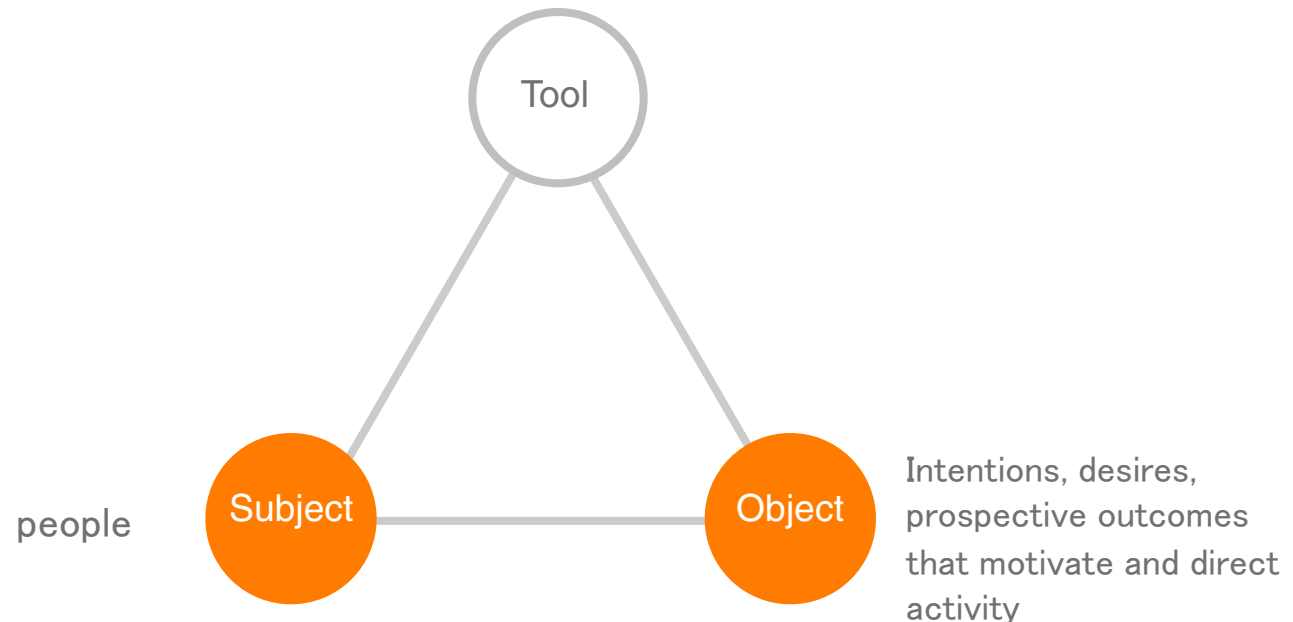 Tool
people
Subject
Object
Intentions, desires,
prospective outcomes
that motivate and direct
activity